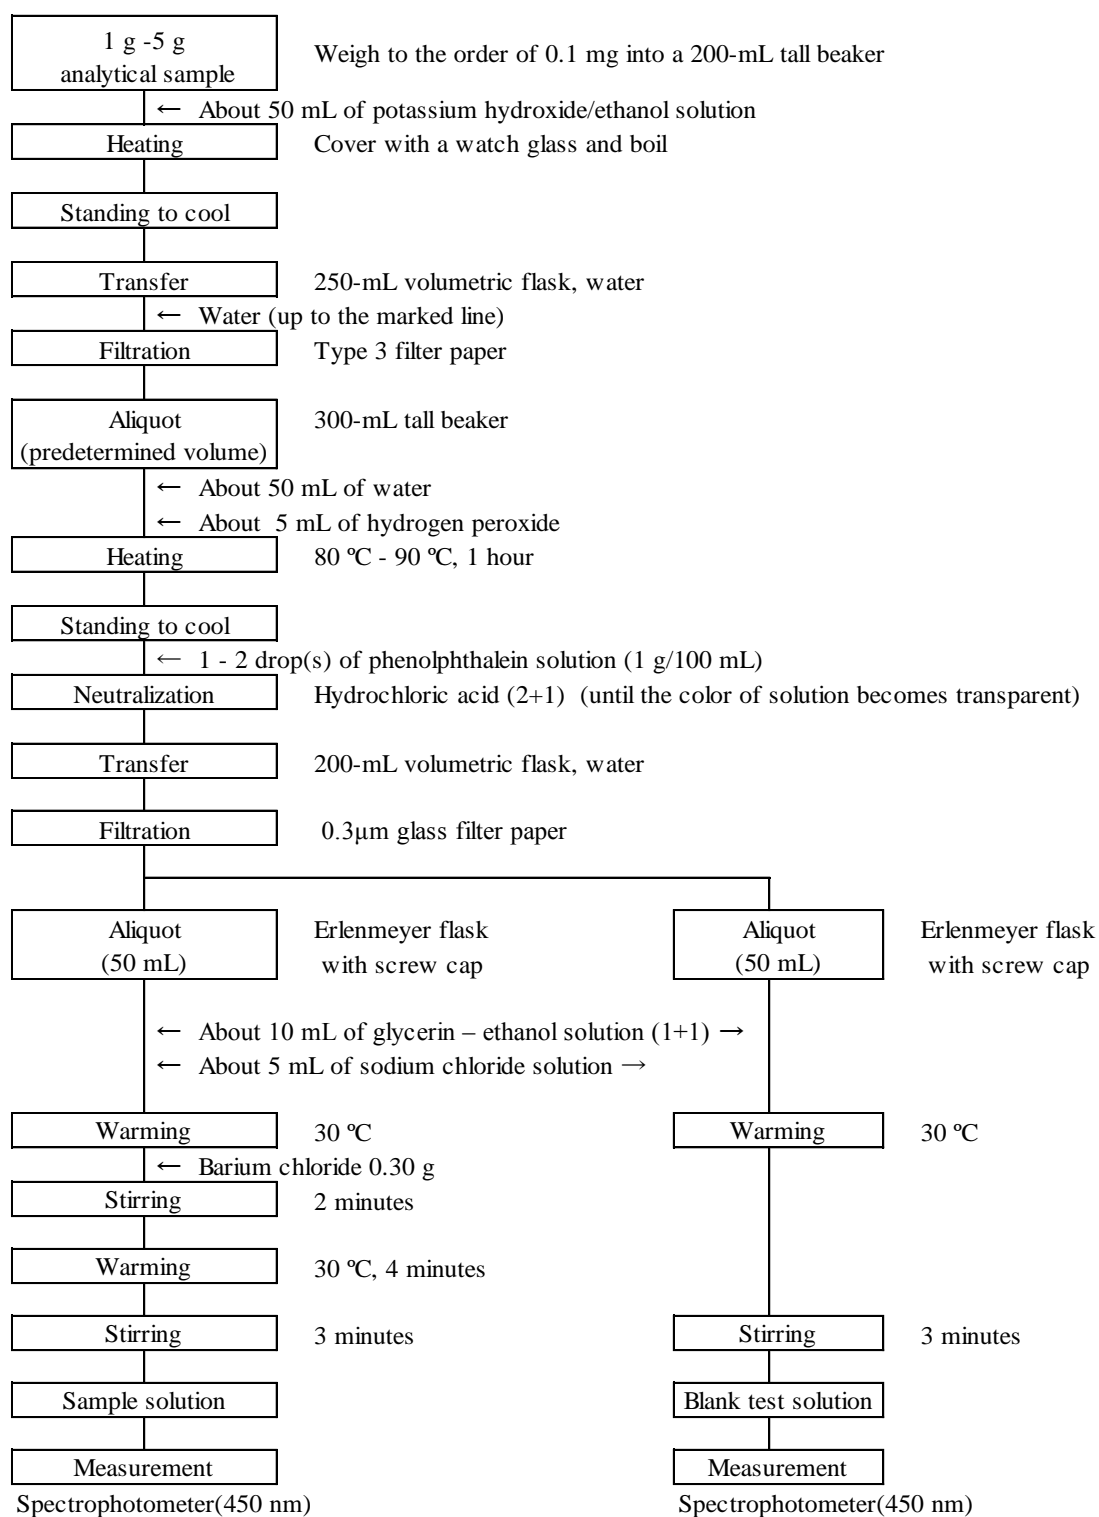 1 g -5 g
analytical sample
Weigh to the order of 0.1 mg into a 200-mL tall beaker
← About 50 mL of potassium hydroxide/ethanol solution
Heating
Cover with a watch glass and boil
Standing to cool
Transfer
250-mL volumetric flask, water
← Water (up to the marked line)
Filtration
Type 3 filter paper
Aliquot
(predetermined volume)
300-mL tall beaker
← About 50 mL of water
← About 5 mL of hydrogen peroxide
Heating
80 ºC - 90 ºC, 1 hour
Standing to cool
← 1 - 2 drop(s) of phenolphthalein solution (1 g/100 mL)
Neutralization
Hydrochloric acid (2+1) (until the color of solution becomes transparent)
Transfer
200-mL volumetric flask, water
Filtration
0.3µm glass filter paper
Aliquot
(50 mL)
Erlenmeyer flask
with screw cap
Aliquot
(50 mL)
Erlenmeyer flask
with screw cap
← About 10 mL of glycerin – ethanol solution (1+1) →
← About 5 mL of sodium chloride solution →
Warming
30 ºC
Warming
30 ºC
← Barium chloride 0.30 g
Stirring
2 minutes
Warming
30 ºC, 4 minutes
Stirring
3 minutes
Stirring
3 minutes
Sample solution
Blank test solution
Measurement
Measurement
Spectrophotometer(450 nm)
Spectrophotometer(450 nm)